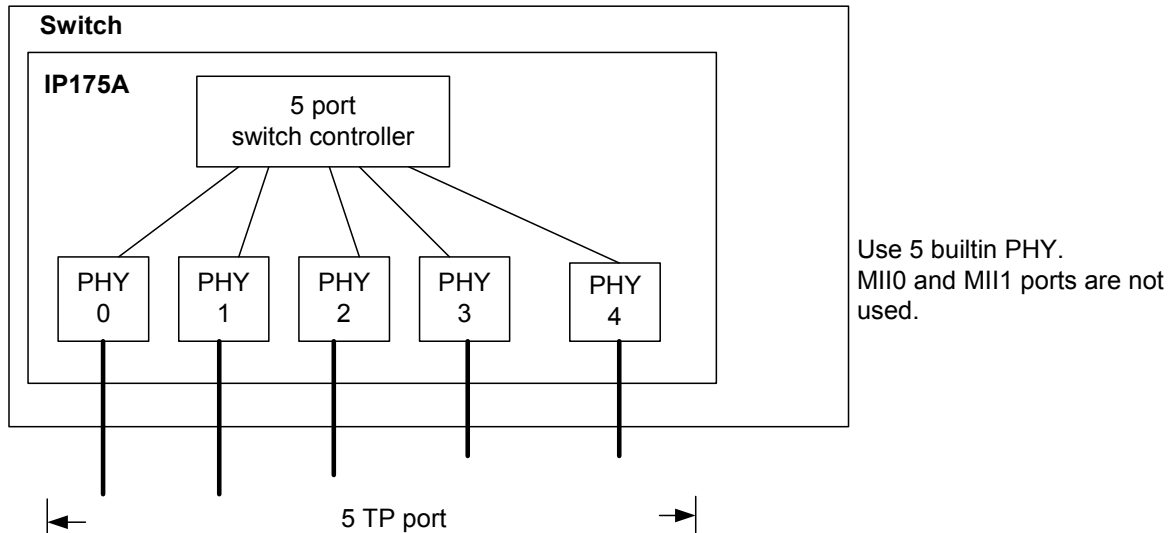 Switch
IP175A
5 port
switch controller
PHY
0
PHY
1
PHY
2
PHY
3
PHY
4
Use 5 builtin PHY.
MII0 and MII1 ports are not
used.
5 TP port